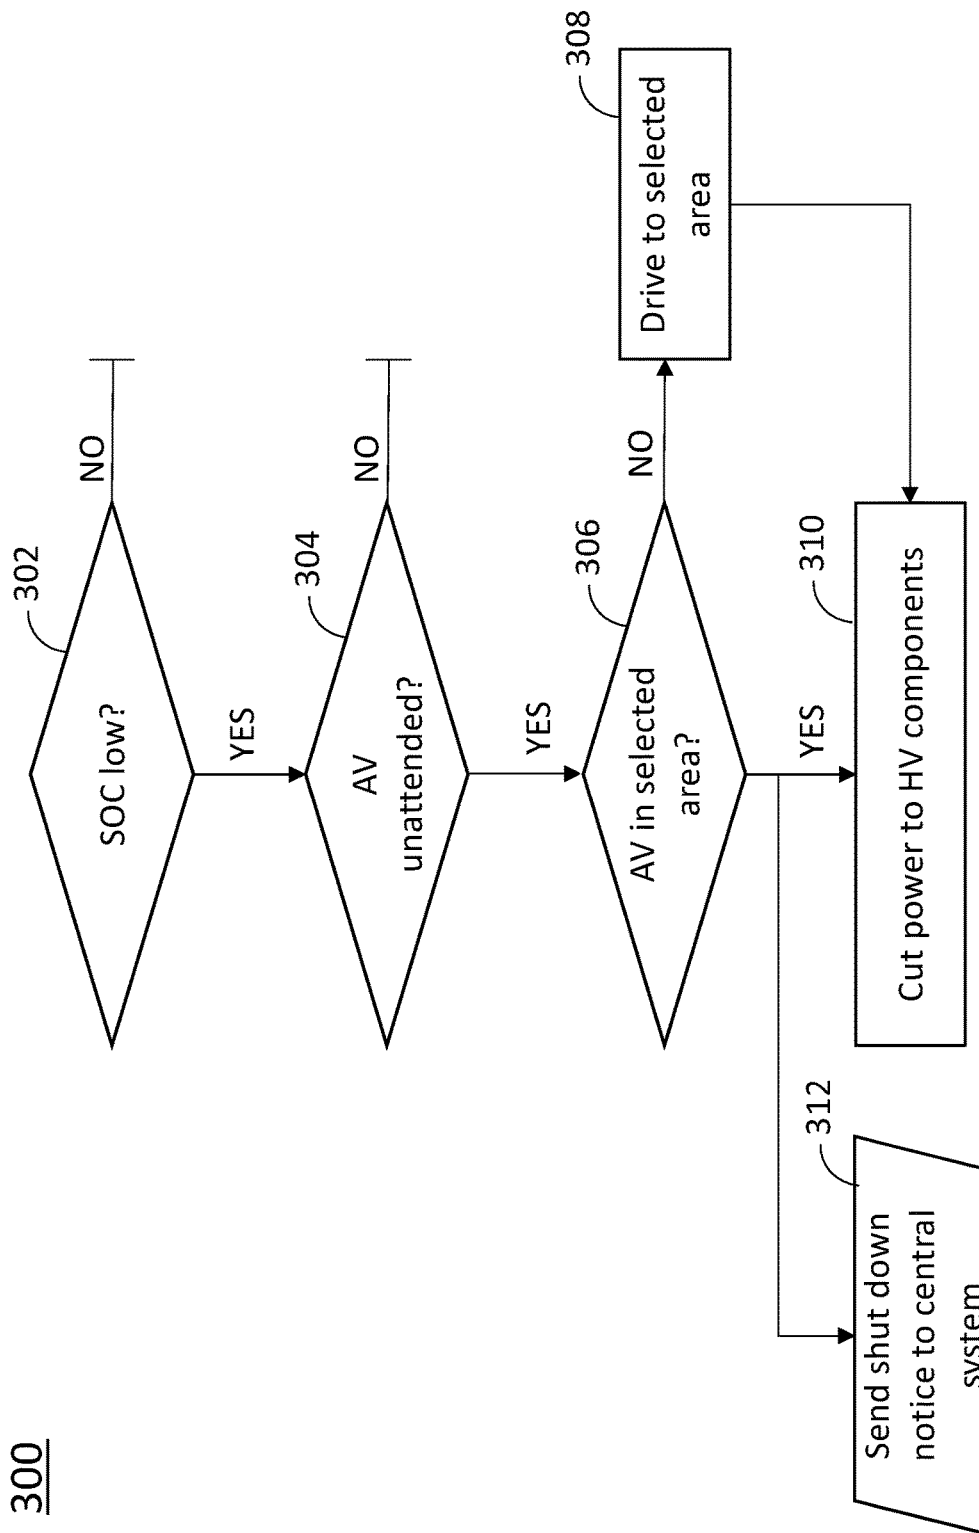 300
302
SOC low?
NO
YES
304
AV
unattended?
NO
YES
306
AV in selected
area?
NO
308
Drive to selected
area
YES
310
Cut power to HV components
312
Send shut down
notice to central
system